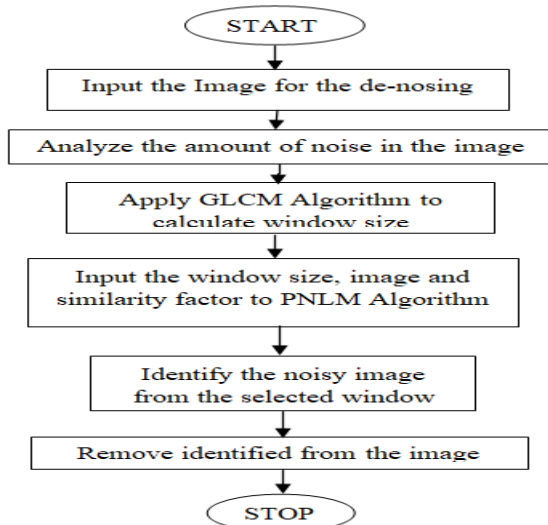 START
Input the Image for the de-nosing
Analyze the amount of noise in the image
Apply GLCM Algorithm to
calculate window size
Input the window size, image and
similarity factor to PNLM Algorithm
Identify the noisy image
from the selected window
Remove identified from the image
STOP